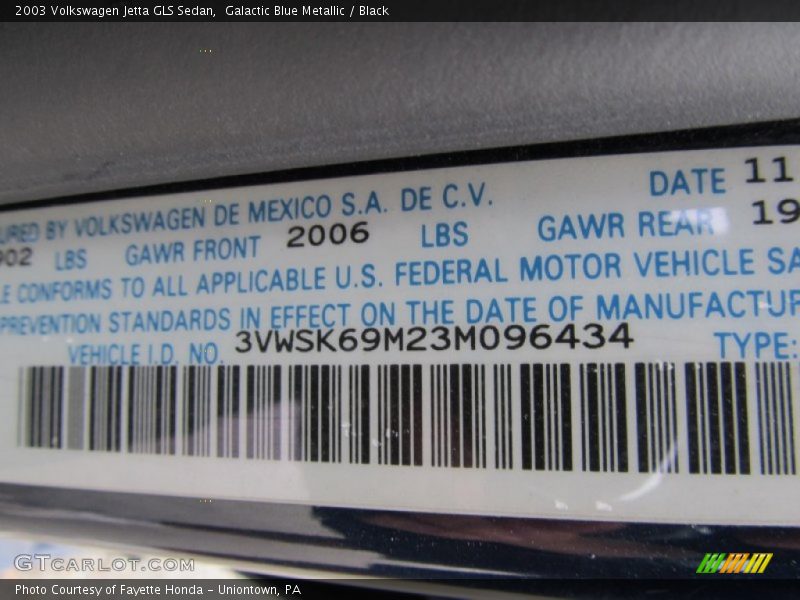 2003 Volkswagen Jetta GLS Sedan,  Galactic Blue Metallic / Black
DATE 11
BY VOLKSWAGEN DE MEXICO S.A. DE C.V.
LBS GAWR FRONT 2006 LBS GAWR REAR 19
CONFORMS TO ALL APPLICABLE U.S. FEDERAL MOTOR VEHICLE SA
PREVENTION STANDARDS IN EFFECT ON THE DATE OF MANUFACTUR
VEHICLE I.D. NO. 3VWSK69M23M096434 TYPE:
GTCARLOT.COM
Photo Courtesy of Fayette Honda - Uniontown, PA